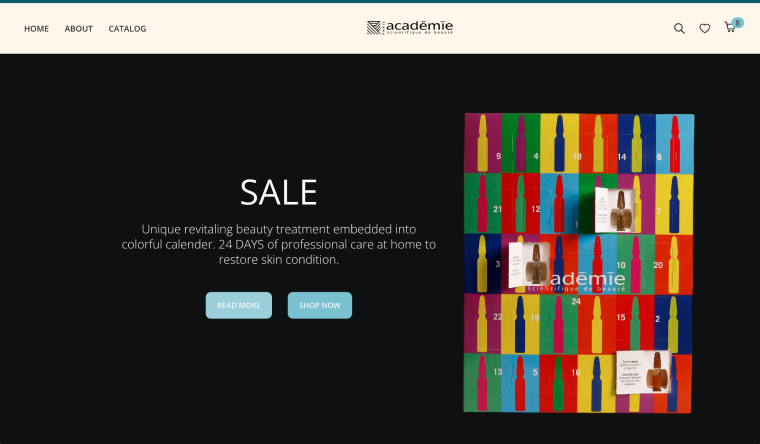 HOME
ABOUT
CATALOG
académie
scientifique de beauté
8
SALE
Unique revitaling beauty treatment embedded into
colorful calender. 24 DAYS of professional care at home to
restore skin condition.
READ MORE
SHOP NOW
9
4
18
14
6
21
12
7
3
10
20
académie
scientifique de beauté
22
19
24
15
2
13
5
16